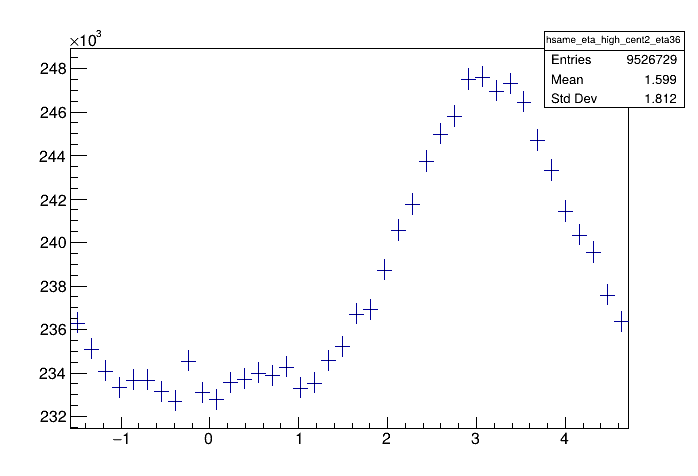 ×10³
hsame_eta_high_cent2_eta36
Entries 9526729
Mean 1.599
Std Dev 1.812
248
246
244
242
240
238
236
234
232
−1 0 1 2 3 4